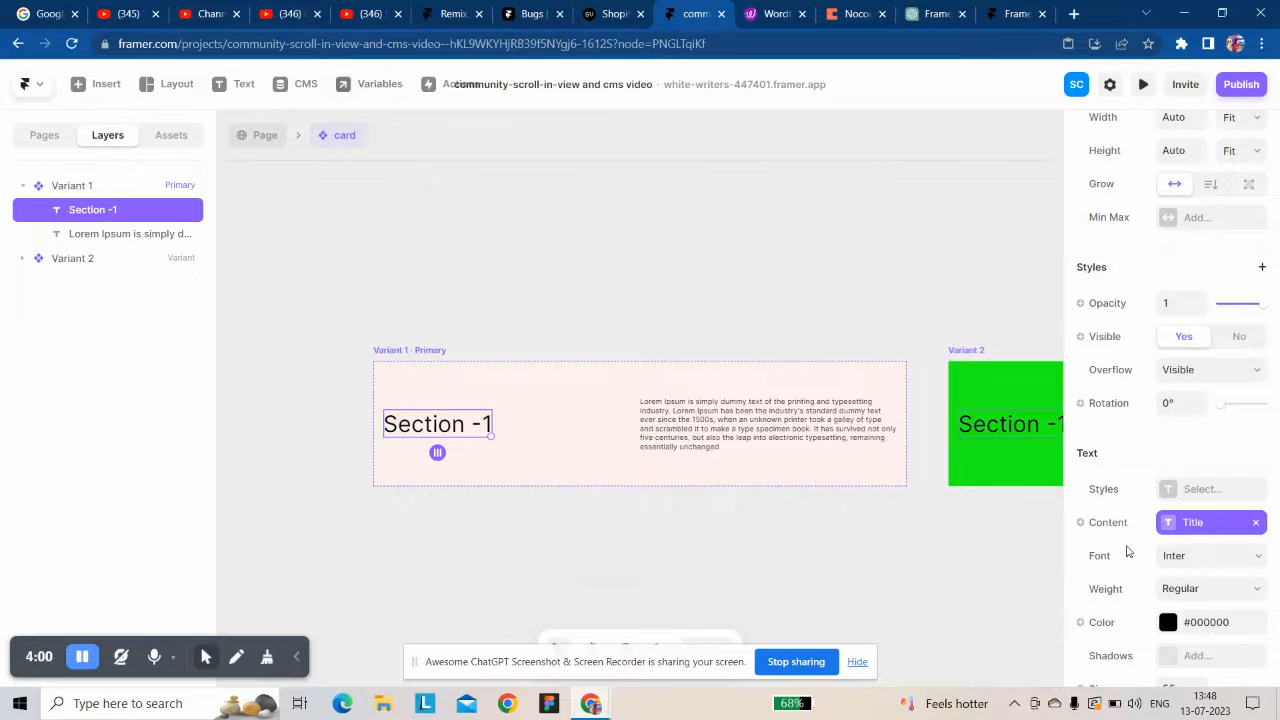 Googl
(345)
Chann
(346)
(346)
Remix
Bugs |
Shopi
comm
Wordl
Noco
Frame
Frame
framer.com/projects/community-scroll-in-view-and-cms-video--hKL9WKYHjRB39f5NYgj6-1612S?node=PNGLTqiKf
Insert
Layout
Text
CMS
Variables
community-scroll-in-view and cms video · white-writers-447401.framer.app
SC
Invite
Publish
Pages
Layers
Assets
Page
card
Variant 1
Primary
Section -1
Lorem Ipsum is simply d...
Variant 2
Variant
Variant 1 · Primary
Section -1
Lorem Ipsum is simply dummy text of the printing and typesetting
industry. Lorem Ipsum has been the industry's standard dummy text
ever since the 1500s, when an unknown printer took a galley of type
and scrambled it to make a type specimen book. It has survived not only
five centuries, but also the leap into electronic typesetting, remaining
essentially unchanged
Variant 2
Section -1
Width Auto Fit
Height Auto Fit
Grow
Min Max Add...
Styles
Opacity 1
Visible Yes No
Overflow Visible
Rotation 0°
Text
Styles Select...
Content Title
Font Inter
Weight Regular
Color #000000
Shadows Add...
4:00
Awesome ChatGPT Screenshot & Screen Recorder is sharing your screen.
Stop sharing
Hide
Type here to search
68%
Feels hotter
13:48
13-07-2023